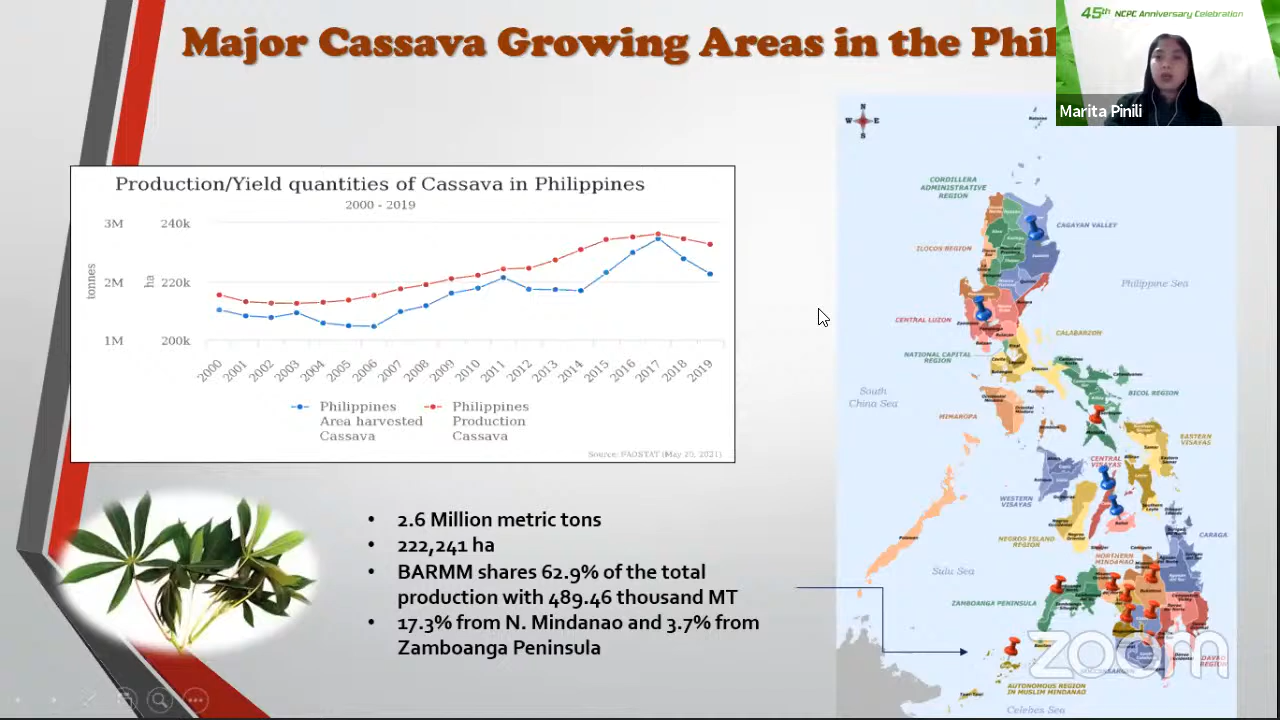 Major Cassava Growing Areas in the Phil
45th NCPC Anniversary Celebration
Marita Pinili
Production/Yield quantities of Cassava in Philippines
2000 - 2019
3M 240k
2M 220k
1M 200k
tonnes
ha
2000 2001 2002 2003 2004 2005 2006 2007 2008 2009 2010 2011 2012 2013 2014 2015 2016 2017 2018 2019
Philippines
Area harvested
Cassava
Philippines
Production
Cassava
Source: FAOSTAT (May 20, 2021)
• 2.6 Million metric tons
• 222,241 ha
• BARMM shares 62.9% of the total
production with 489.46 thousand MT
• 17.3% from N. Mindanao and 3.7% from
Zamboanga Peninsula
N
W E
S
CORDILLERA
ADMINISTRATIVE
REGION
CAGAYAN VALLEY
ILOCOS REGION
Philippine Sea
CENTRAL LUZON
CALABARZON
NATIONAL CAPITAL
REGION
South
China Sea
BICOL REGION
MIMAROPA
EASTERN
VISAYAS
CENTRAL
VISAYAS
WESTERN
VISAYAS
NEGROS ISLAND
REGION
CARAGA
NORTHERN
MINDANAO
Sulu Sea
ZAMBOANGA PENINSULA
DAVAO
REGION
AUTONOMOUS REGION
IN MUSLIM MINDANAO
Celebes Sea
zoom